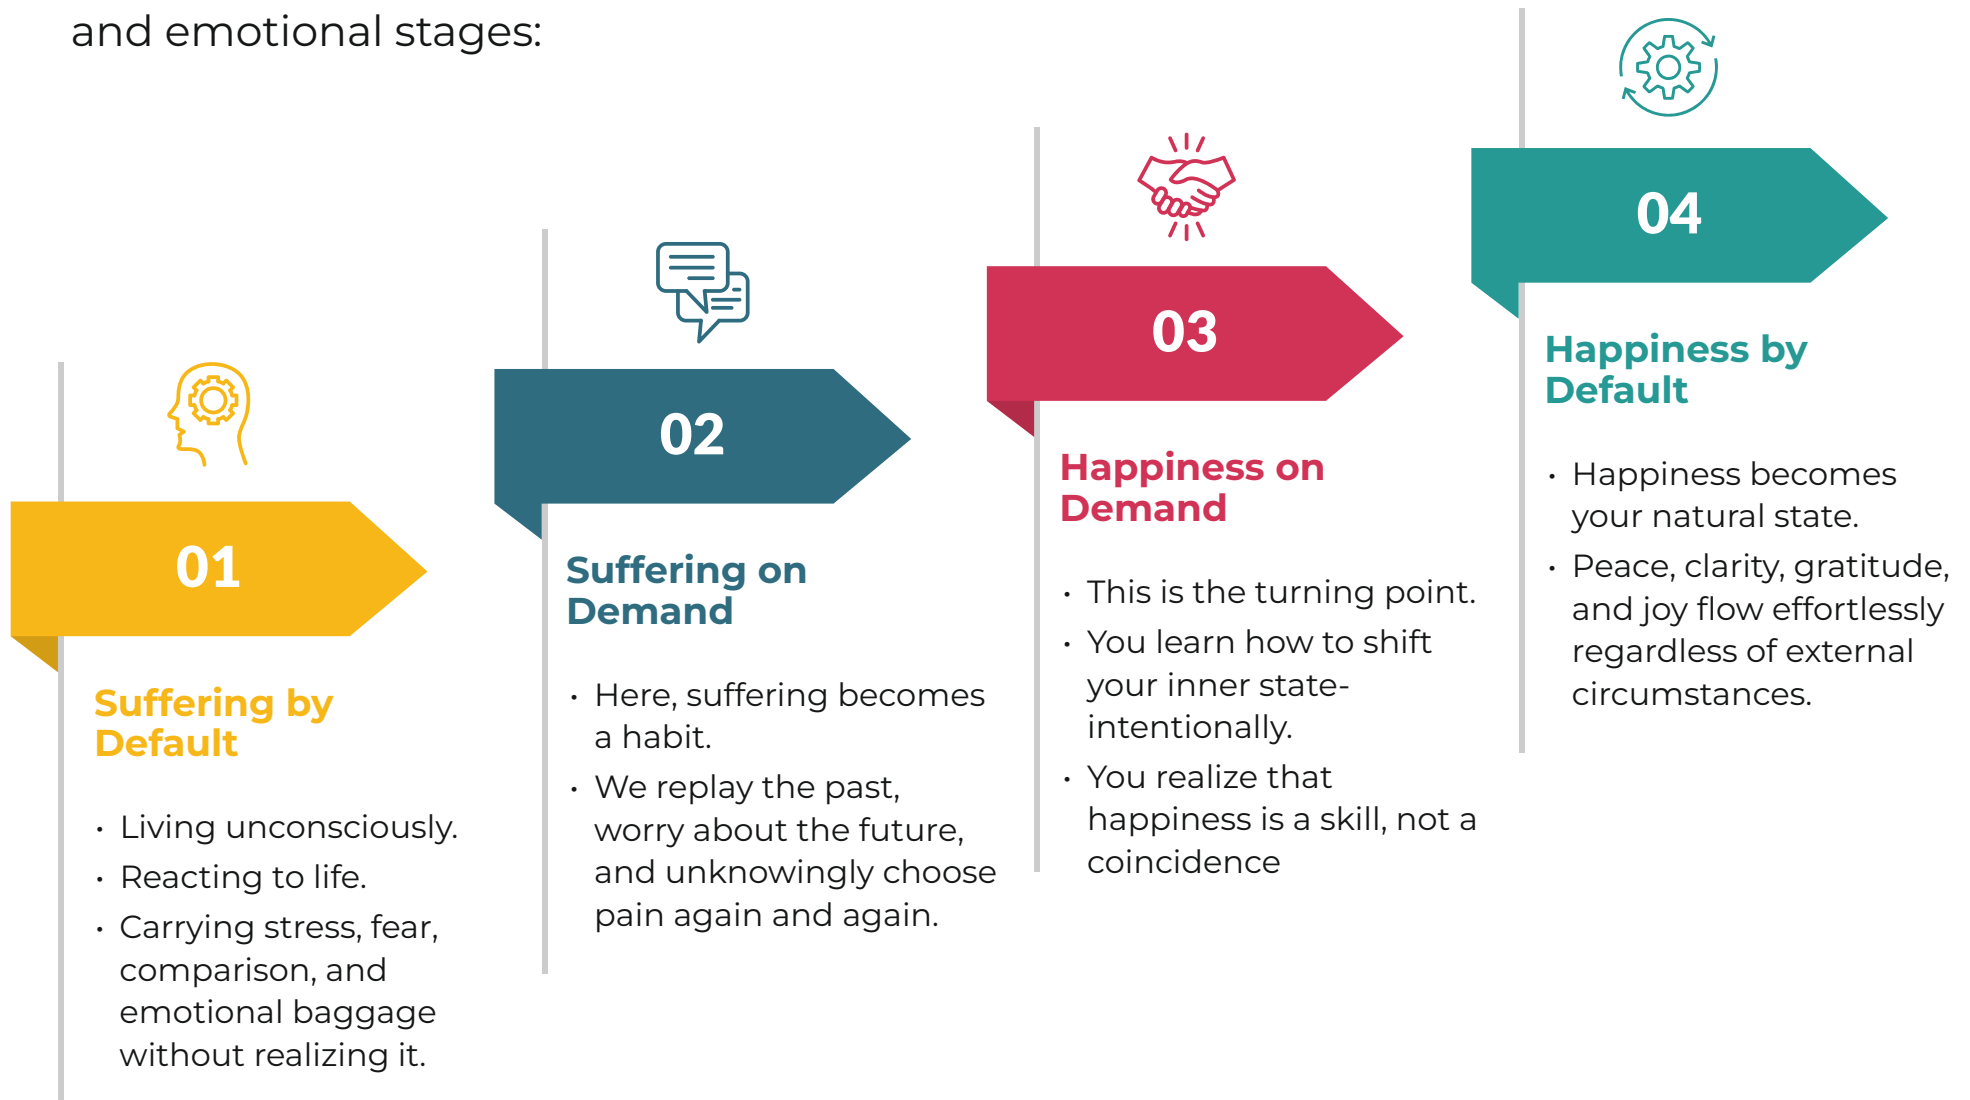 and emotional stages:
01
Suffering by
Default
• Living unconsciously.
• Reacting to life.
• Carrying stress, fear,
comparison, and
emotional baggage
without realizing it.
02
Suffering on
Demand
• Here, suffering becomes
a habit.
• We replay the past,
worry about the future,
and unknowingly choose
pain again and again.
03
Happiness on
Demand
• This is the turning point.
• You learn how to shift
your inner state-
intentionally.
• You realize that
happiness is a skill, not a
coincidence
04
Happiness by
Default
• Happiness becomes
your natural state.
• Peace, clarity, gratitude,
and joy flow effortlessly
regardless of external
circumstances.